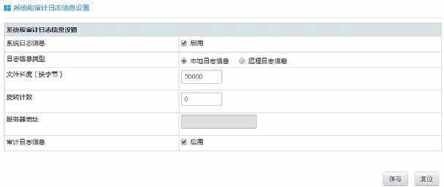 系统和审计日志信息设置
系统和审计日志信息设置
系统日志信息 启用
日志信息类型 本地日志信息 远程日志信息
文件长度（块字节） 50000
旋转计数 0
服务器地址
审计日志信息 启用
保存 复位